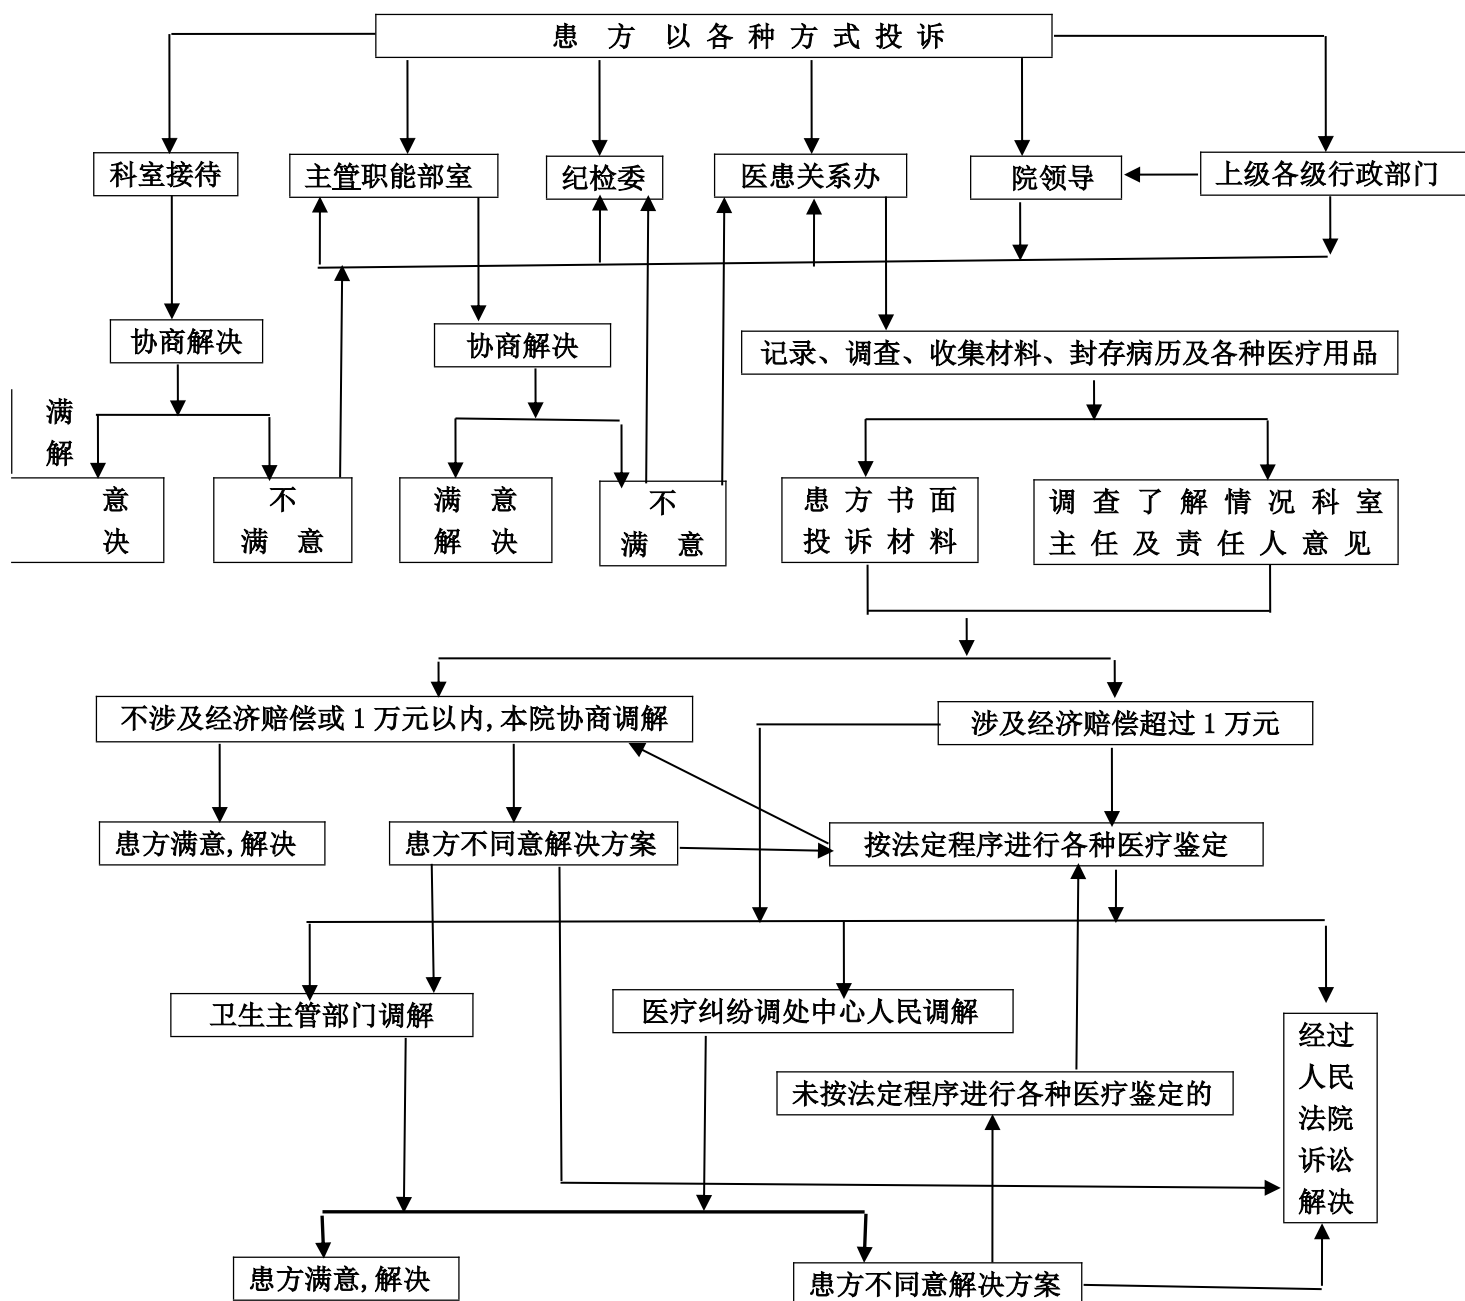 患 方 以 各 种 方 式 投 诉
科室接待
主管职能部室
纪检委
医患关系办
院领导
上级各级行政部门
协商解决
协商解决
记录、调查、收集材料、封存病历及各种医疗用品
满
解
意
决
不
满 意
满 意
解 决
不
满 意
患 方 书 面
投 诉 材 料
调 查 了 解 情 况 科 室
主 任 及 责 任 人 意 见
不涉及经济赔偿或1万元以内,本院协商调解
涉及经济赔偿超过1万元
患方满意,解决
患方不同意解决方案
按法定程序进行各种医疗鉴定
卫生主管部门调解
医疗纠纷调处中心人民调解
经过
人民
法院
诉讼
解决
未按法定程序进行各种医疗鉴定的
患方满意,解决
患方不同意解决方案